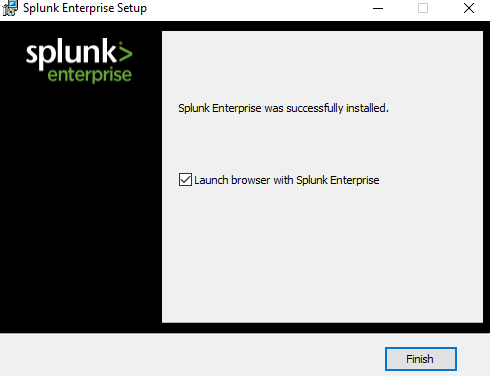 Splunk Enterprise Setup
splunk>
enterprise
Splunk Enterprise was successfully installed.
Launch browser with Splunk Enterprise
Finish